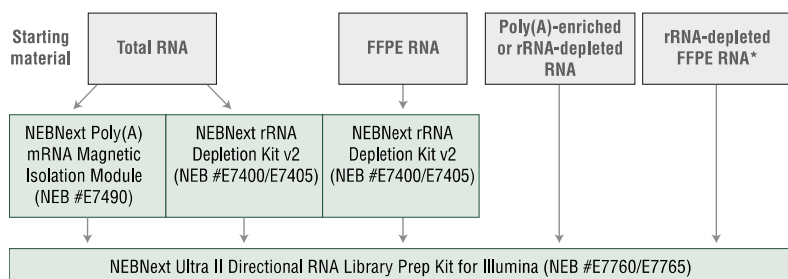 Starting
material
Total RNA
FFPE RNA
Poly(A)-enriched
or rRNA-depleted
RNA
rRNA-depleted
FFPE RNA*
NEBNext Poly(A)
mRNA Magnetic
Isolation Module
(NEB #E7490)
NEBNext rRNA
Depletion Kit v2
(NEB #E7400/E7405)
NEBNext rRNA
Depletion Kit v2
(NEB #E7400/E7405)
NEBNext Ultra II Directional RNA Library Prep Kit for Illumina (NEB #E7760/E7765)